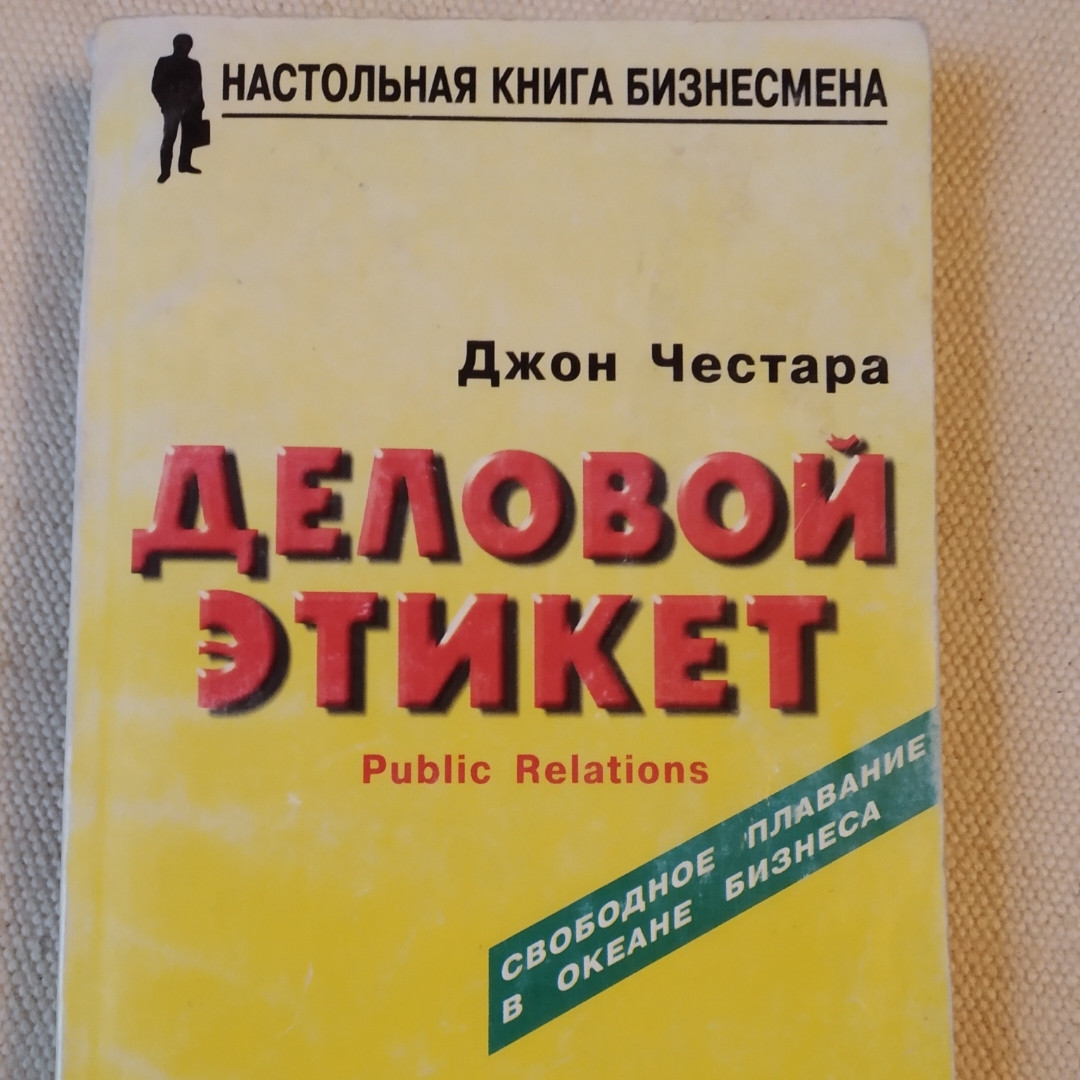 НАСТОЛЬНАЯ КНИГА БИЗНЕСМЕНА
Джон Честара
ДЕЛОВОЙ
ЭТИКЕТ
Public Relations
СВОБОДНОЕ ПЛАВАНИЕ
В ОКЕАНЕ БИЗНЕСА